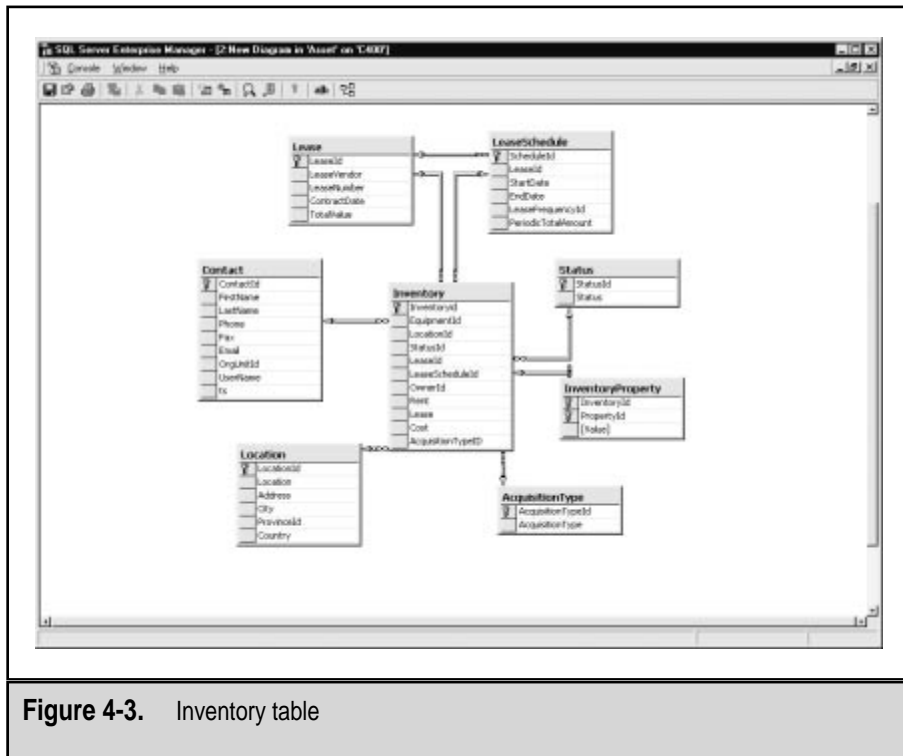 SQL Server Enterprise Manager - [2:New Diagram in 'Asset' on 'C400']
Console Window Help
Lease
LeaseId
LeaseVendor
LeaseNumber
ContractDate
TotalValue
LeaseSchedule
ScheduleId
LeaseId
StartDate
EndDate
LeaseFrequencyId
PeriodicTotalAmount
Contact
ContactId
FirstName
LastName
Phone
Fax
Email
OrgUnitId
UserName
ts
Inventory
Inventoryid
EquipmentId
LocationId
StatusId
LeaseId
LeaseScheduleId
OwnerId
Rent
Lease
Cost
AcquisitionTypeID
Status
StatusId
Status
InventoryProperty
InventoryId
PropertyId
[Value]
Location
LocationId
Location
Address
City
ProvinceId
Country
AcquisitionType
AcquisitionTypeId
AcquisitionType
Figure 4-3. Inventory table